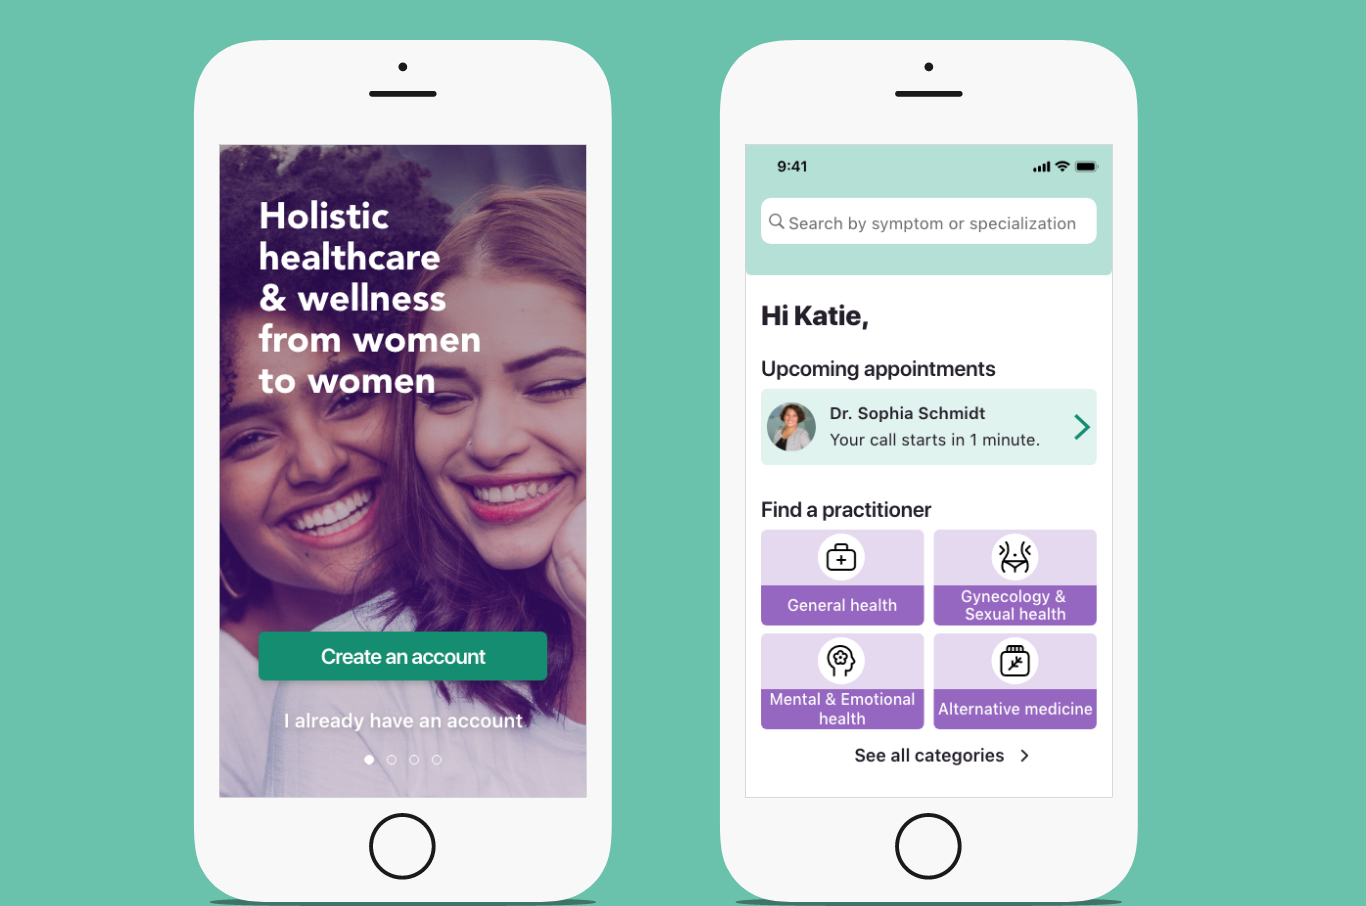 Holistic
healthcare
& wellness
from women
to women
Create an account
I already have an account
9:41
Search by symptom or specialization
Hi Katie,
Upcoming appointments
Dr. Sophia Schmidt
Your call starts in 1 minute.
Find a practitioner
General health
Gynecology &
Sexual health
Mental & Emotional
health
Alternative medicine
See all categories